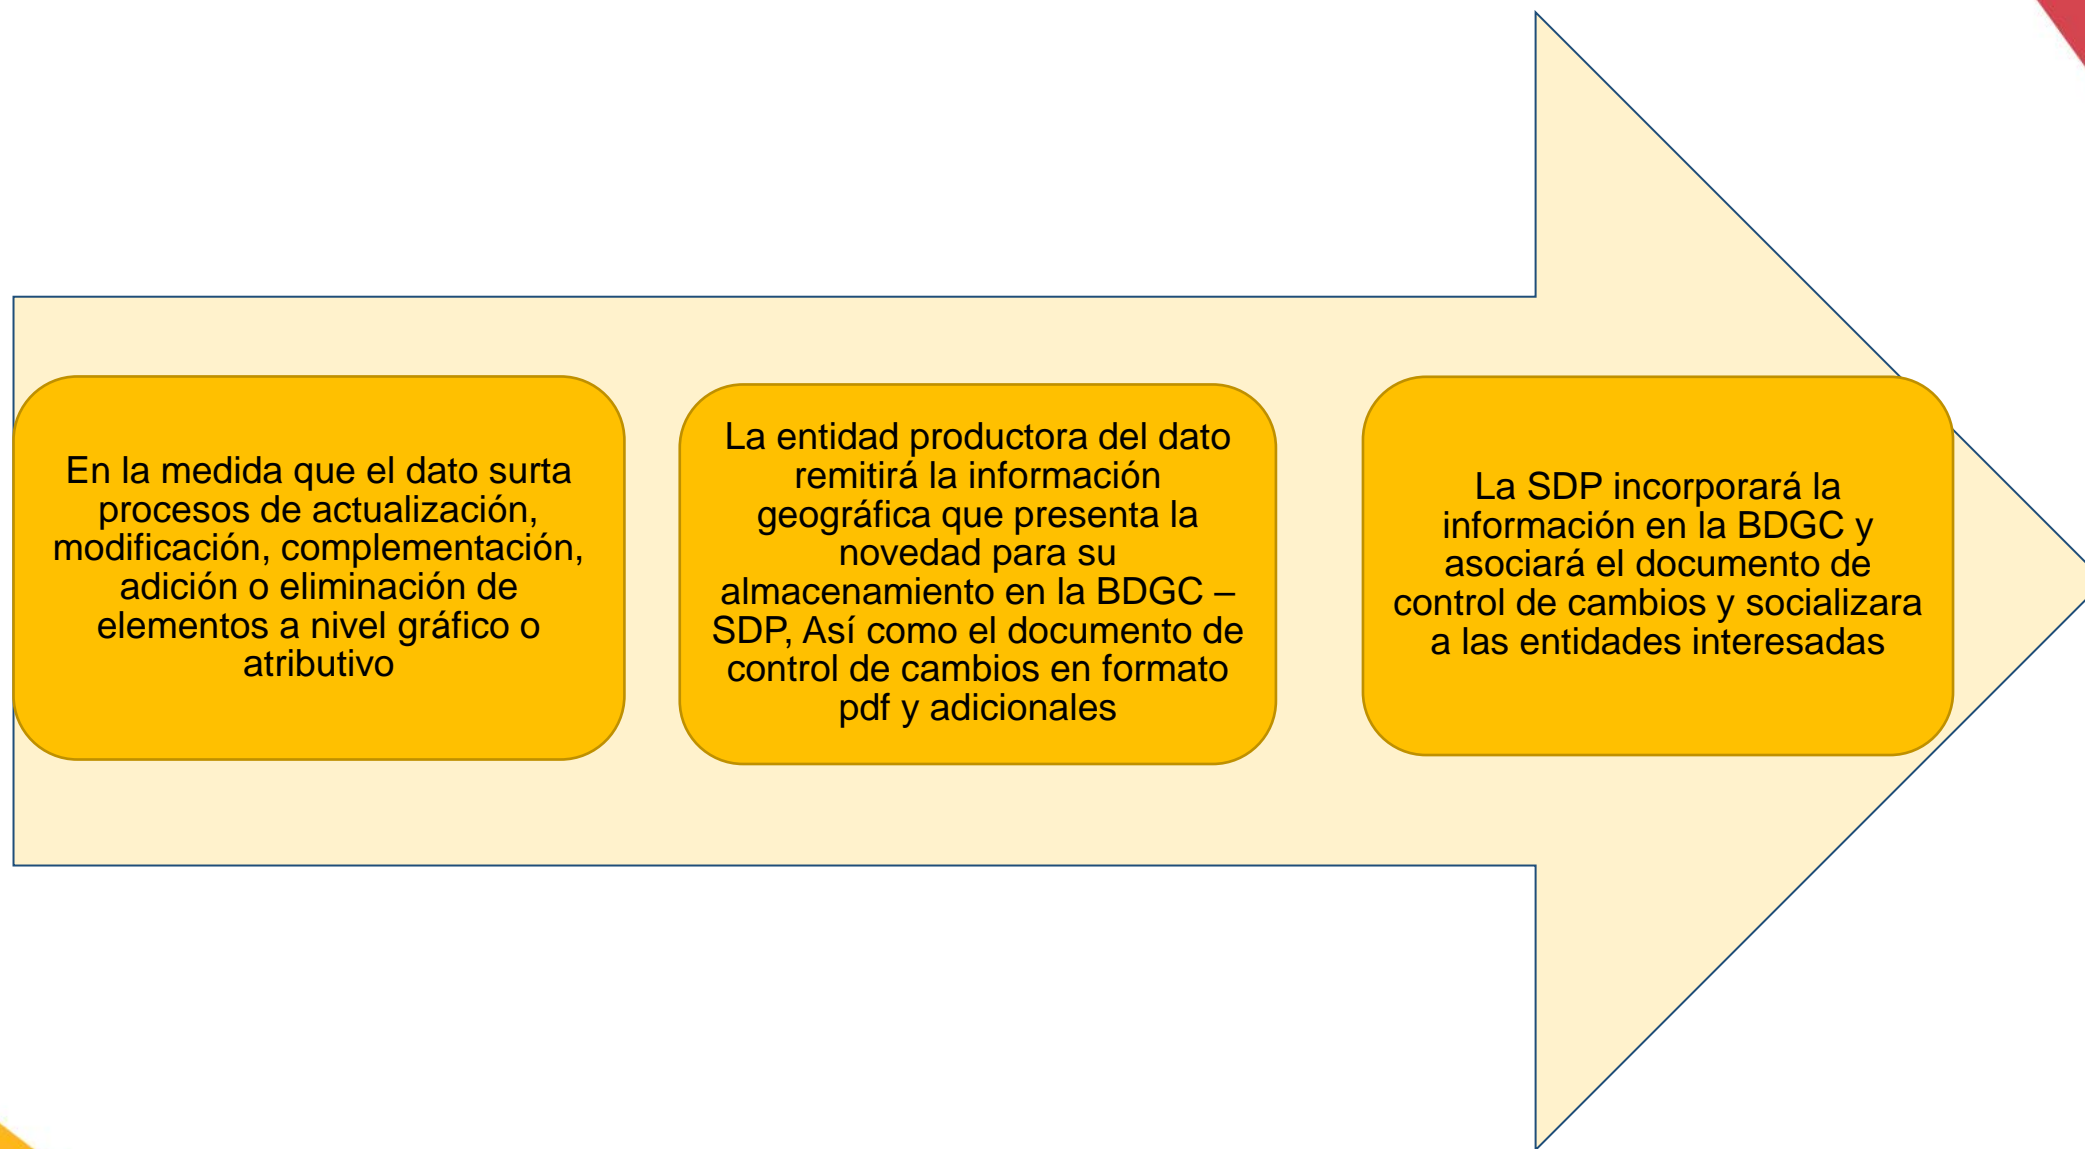 En la medida que el dato surta
procesos de actualización,
modificación, complementación,
adición o eliminación de
elementos a nivel gráfico o
atributivo
La entidad productora del dato
remitirá la información
geográfica que presenta la
novedad para su
almacenamiento en la BDGC –
SDP, Así como el documento de
control de cambios en formato
pdf y adicionales
La SDP incorporará la
información en la BDGC y
asociará el documento de
control de cambios y socializara
a las entidades interesadas